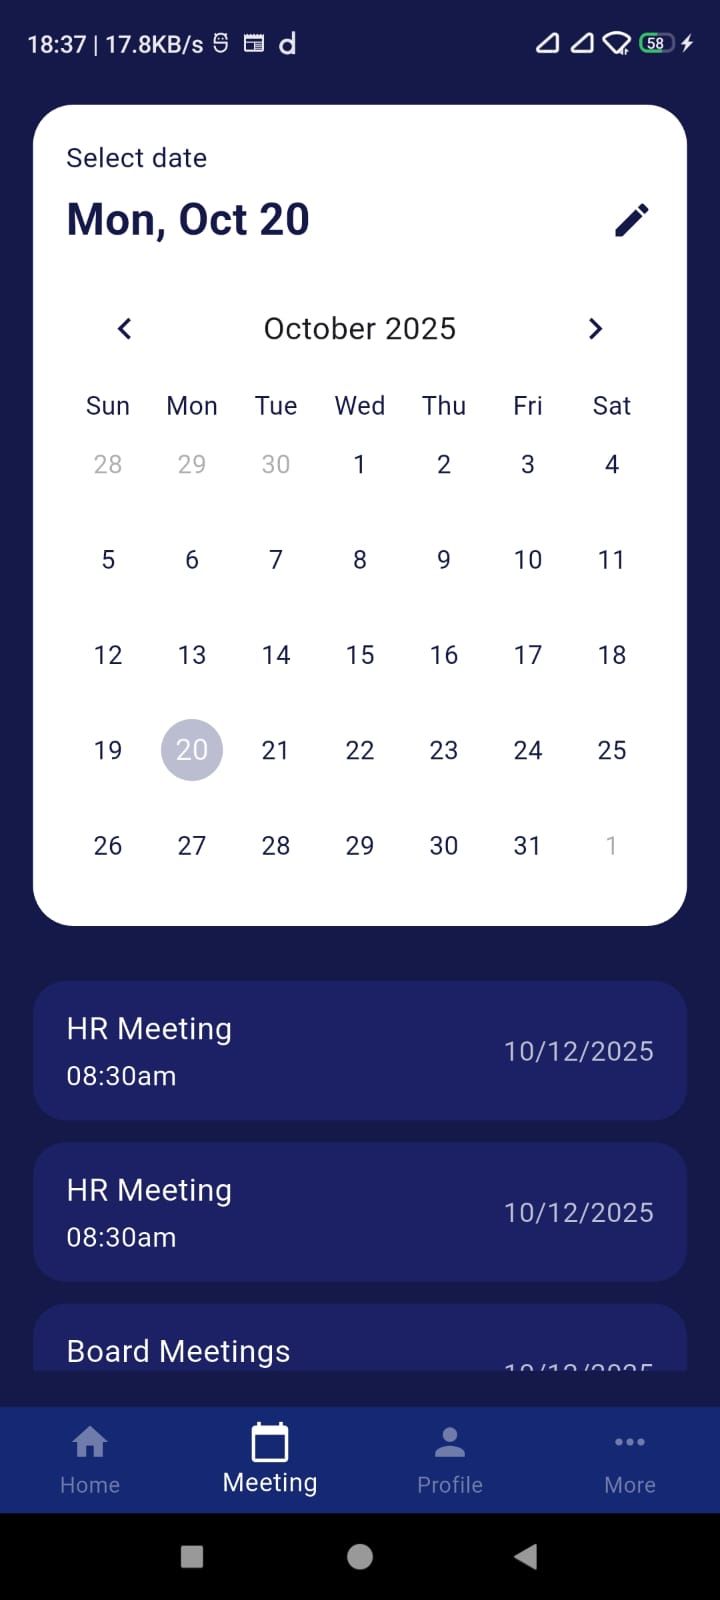 18:37 | 17.8KB/s d 58
Select date
Mon, Oct 20
October 2025
Sun Mon Tue Wed Thu Fri Sat
28 29 30 1 2 3 4
5 6 7 8 9 10 11
12 13 14 15 16 17 18
19 20 21 22 23 24 25
26 27 28 29 30 31 1
HR Meeting
10/12/2025
08:30am
HR Meeting
10/12/2025
08:30am
Board Meetings
Home Meeting Profile More